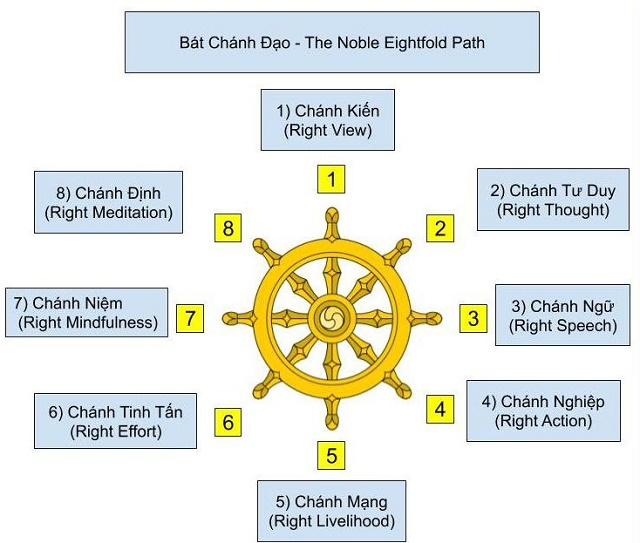 Bát Chánh Đạo - The Noble Eightfold Path
1) Chánh Kiến
(Right View)
1
2) Chánh Tư Duy
(Right Thought)
2
3) Chánh Ngữ
(Right Speech)
3
4) Chánh Nghiệp
(Right Action)
4
5
5) Chánh Mạng
(Right Livelihood)
6) Chánh Tinh Tấn
(Right Effort)
6
7) Chánh Niệm
(Right Mindfulness)
7
8) Chánh Định
(Right Meditation)
8